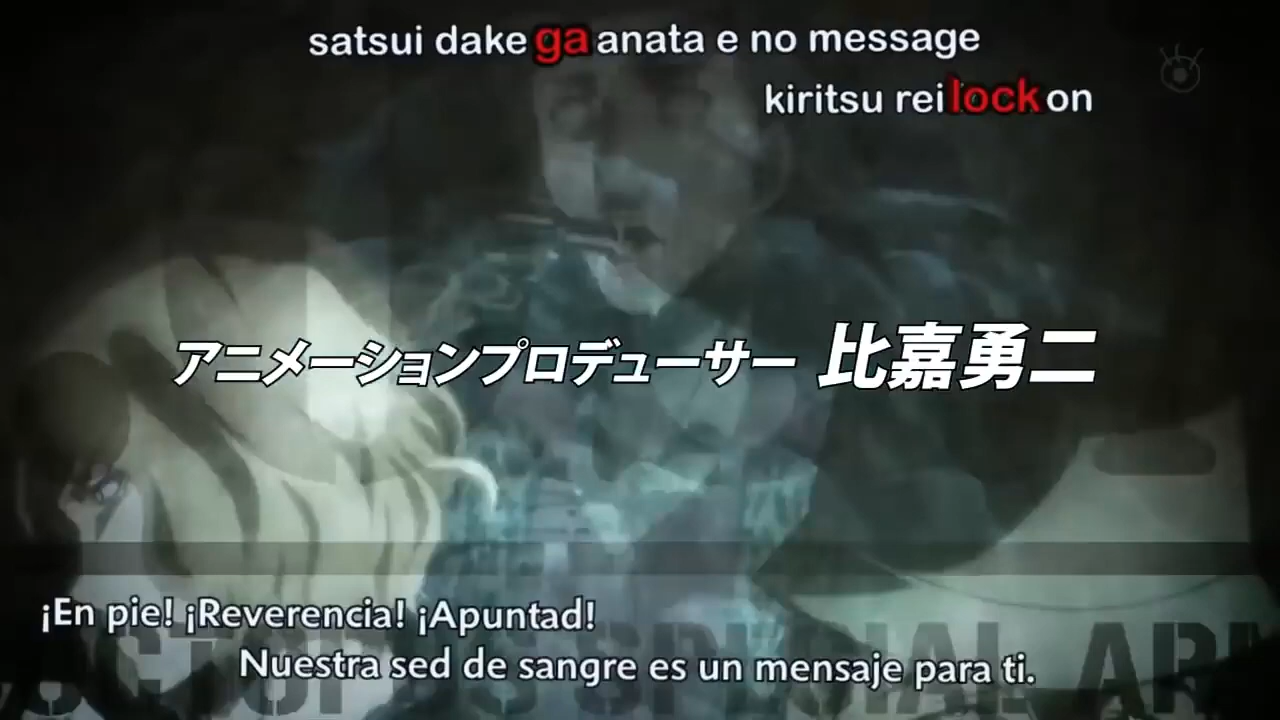 satsui dake ga anata e no message
kiritsu rei lock on
アニメーションプロデューサー 比嘉勇二
¡En pie! ¡Reverencia! ¡Apuntad!
Nuestra sed de sangre es un mensaje para ti.
SPECIAL